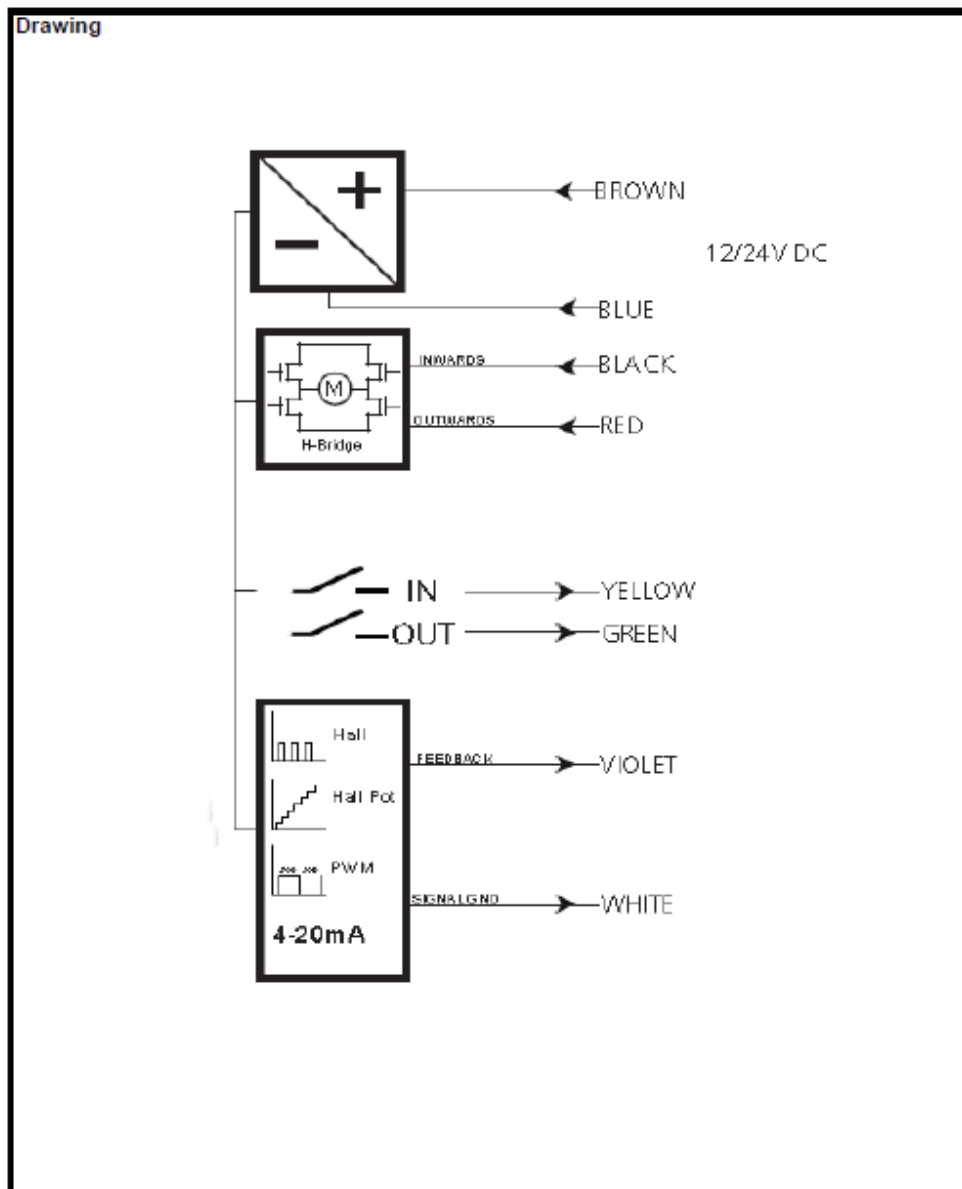 Drawing
+
−
BROWN
12/24V DC
BLUE
INWARDS
BLACK
M
OUTWARDS
RED
H-Bridge
IN
YELLOW
OUT
GREEN
Hall
FEEDBACK
VIOLET
Hall Pot
PWM
SIGNAL GND
WHITE
4-20mA